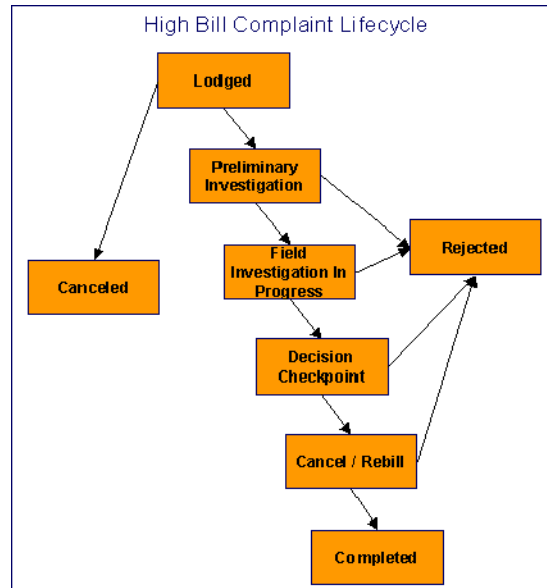 High Bill Complaint Lifecycle
Lodged
Preliminary
Investigation
Rejected
Field
Investigation In
Progress
Canceled
Decision
Checkpoint
Cancel / Rebill
Completed